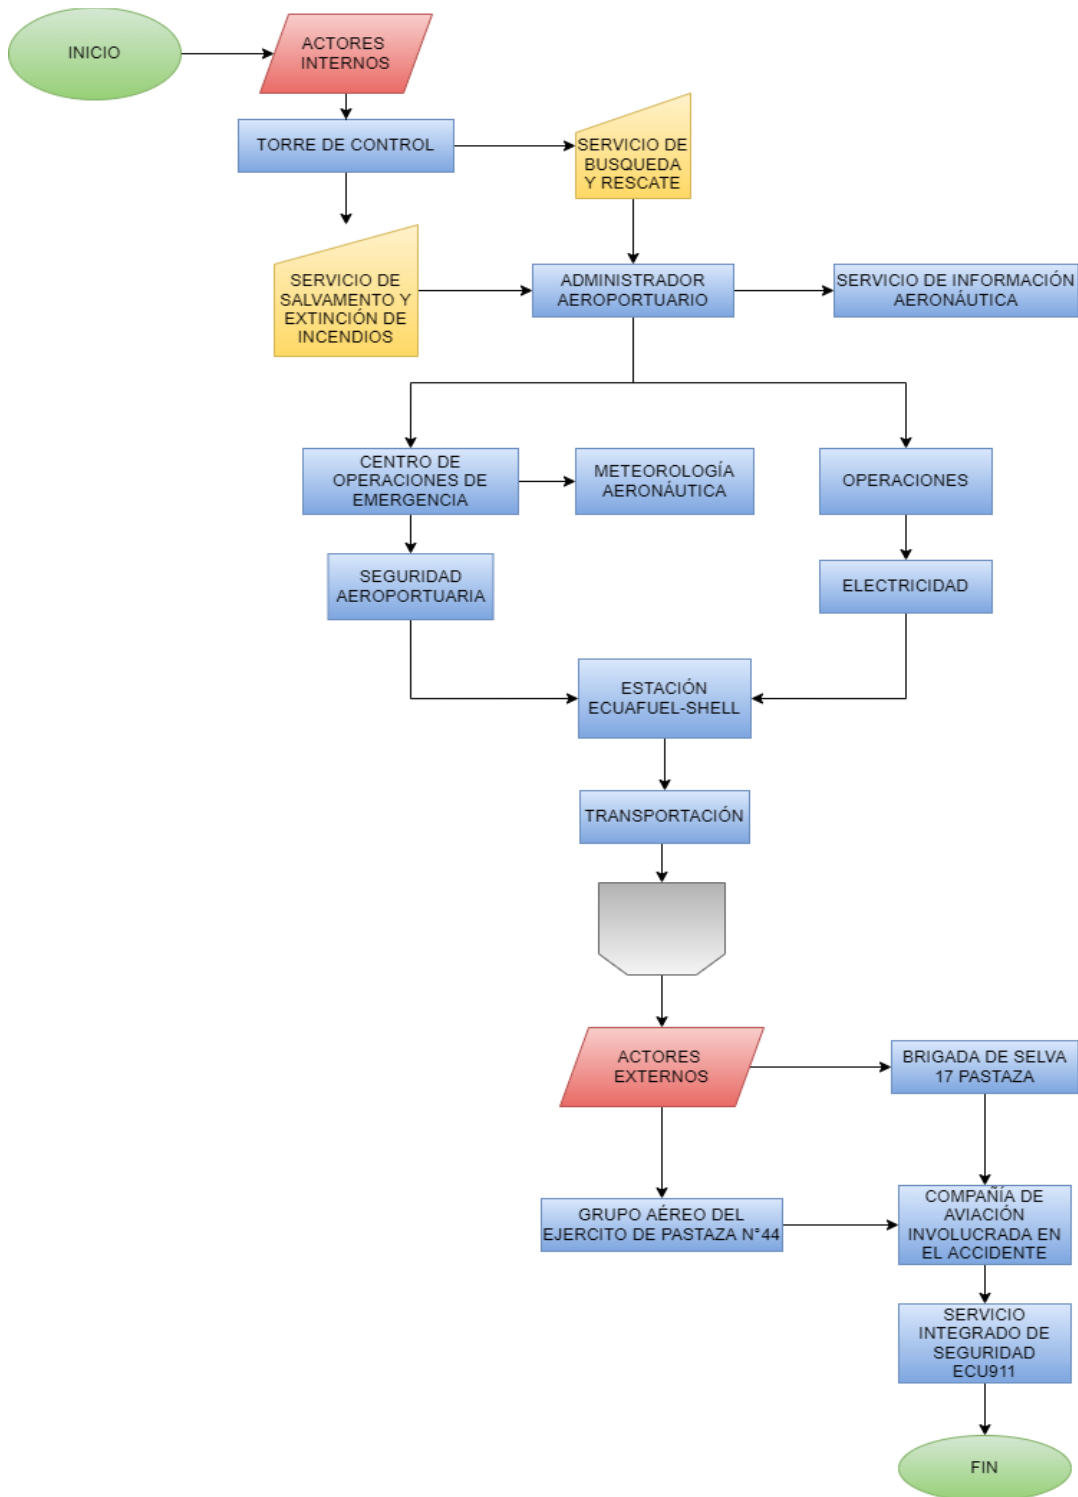 INICIO
ACTORES
INTERNOS
TORRE DE CONTROL
SERVICIO DE
BUSQUEDA
Y RESCATE
SERVICIO DE
SALVAMENTO Y
EXTINCIÓN DE
INCENDIOS
ADMINISTRADOR
AEROPORTUARIO
SERVICIO DE INFORMACIÓN
AERONÁUTICA
CENTRO DE
OPERACIONES DE
EMERGENCIA
METEOROLOGÍA
AERONÁUTICA
OPERACIONES
SEGURIDAD
AEROPORTUARIA
ELECTRICIDAD
ESTACIÓN
ECUAFUEL-SHELL
TRANSPORTACIÓN
ACTORES
EXTERNOS
BRIGADA DE SELVA
17 PASTAZA
GRUPO AÉREO DEL
EJERCITO DE PASTAZA N°44
COMPAÑÍA DE
AVIACIÓN
INVOLUCRADA EN
EL ACCIDENTE
SERVICIO
INTEGRADO DE
SEGURIDAD
ECU911
FIN